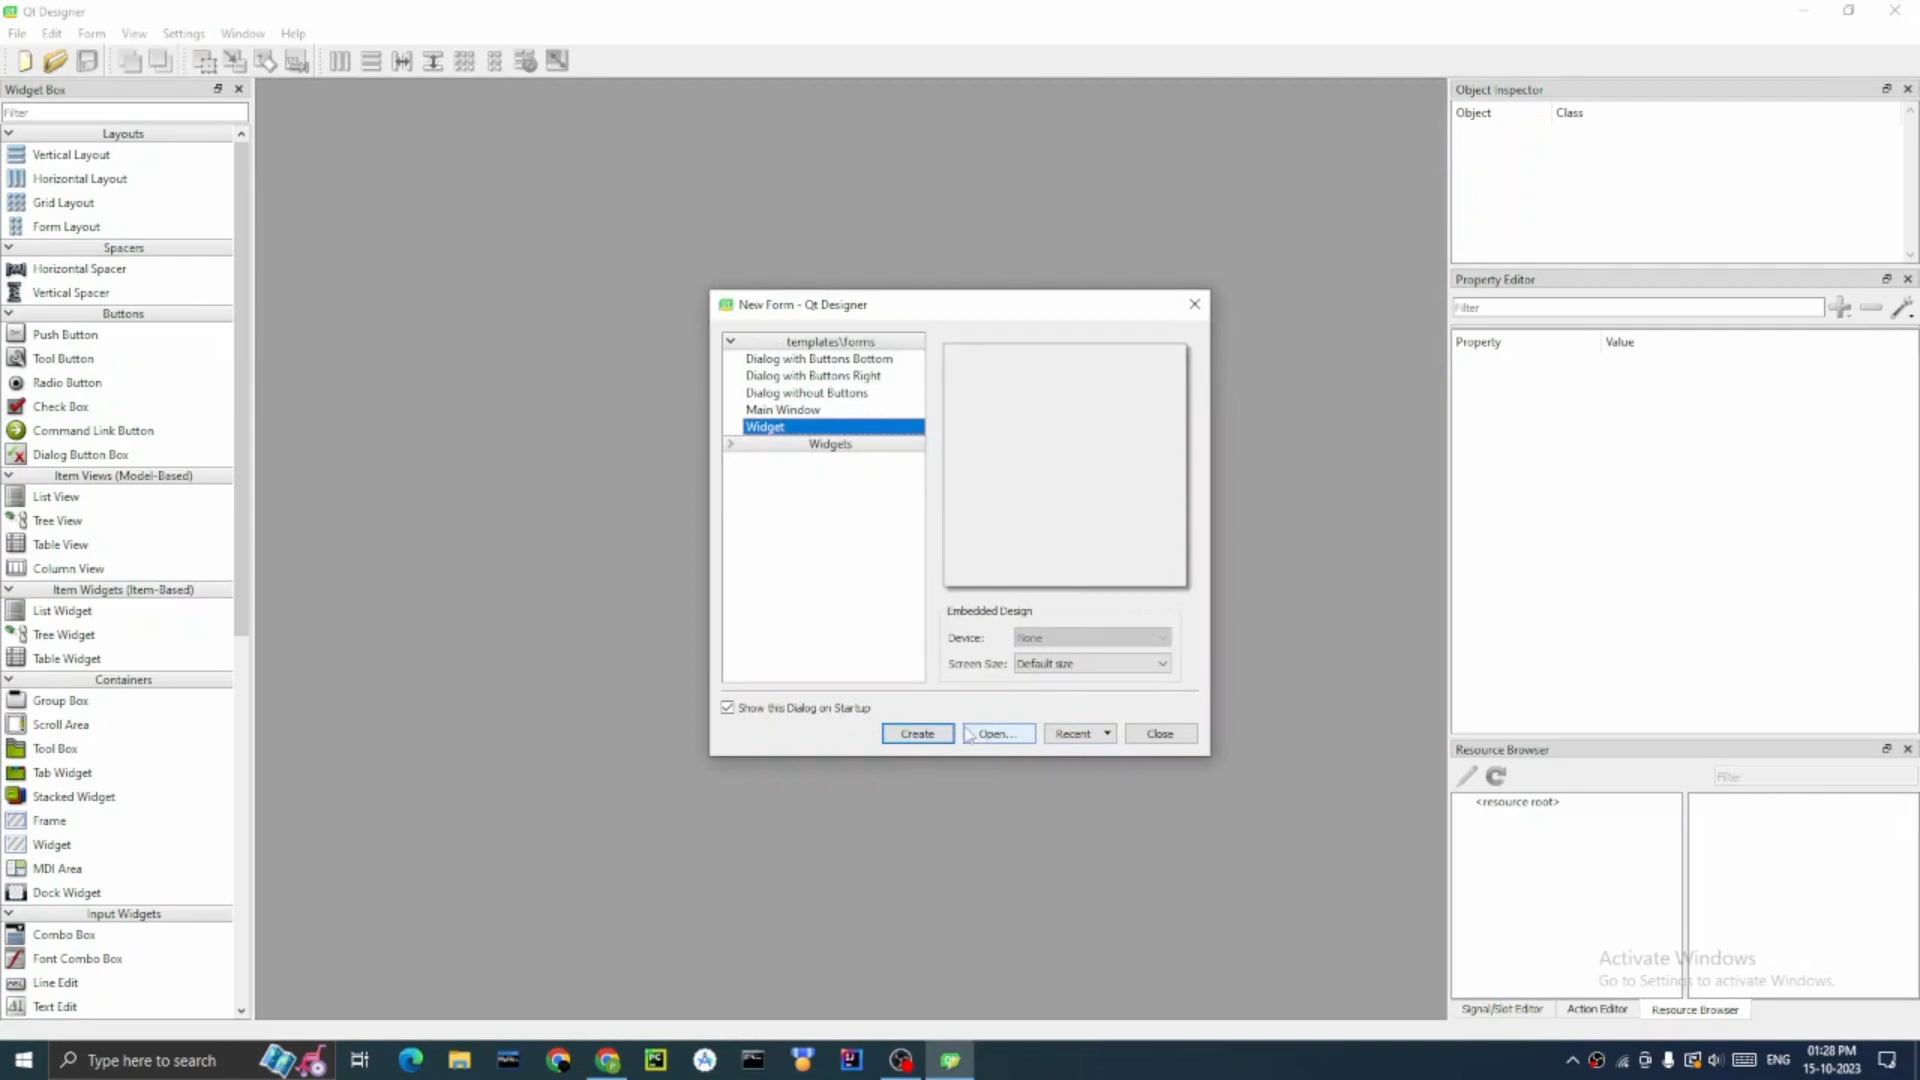 Qt Designer
File Edit Form View Settings Window Help
Widget Box
Filter
Layouts
Vertical Layout
Horizontal Layout
Grid Layout
Form Layout
Spacers
Horizontal Spacer
Vertical Spacer
Buttons
Push Button
Tool Button
Radio Button
Check Box
Command Link Button
Dialog Button Box
Item Views (Model-Based)
List View
Tree View
Table View
Column View
Item Widgets (Item-Based)
List Widget
Tree Widget
Table Widget
Containers
Group Box
Scroll Area
Tool Box
Tab Widget
Stacked Widget
Frame
Widget
MDI Area
Dock Widget
Input Widgets
Combo Box
Font Combo Box
Line Edit
Text Edit
New Form - Qt Designer
templates\forms
Dialog with Buttons Bottom
Dialog with Buttons Right
Dialog without Buttons
Main Window
Widget
Widgets
Embedded Design
Device: None
Screen Size: Default size
Show this Dialog on Startup
Create Open... Recent Close
Object Inspector
Object Class
Property Editor
Filter
Property Value
Resource Browser
Filter
<resource root>
Activate Windows
Go to Settings to activate Windows.
Signal/Slot Editor Action Editor Resource Browser
Type here to search
ENG
01:28 PM
15-10-2023